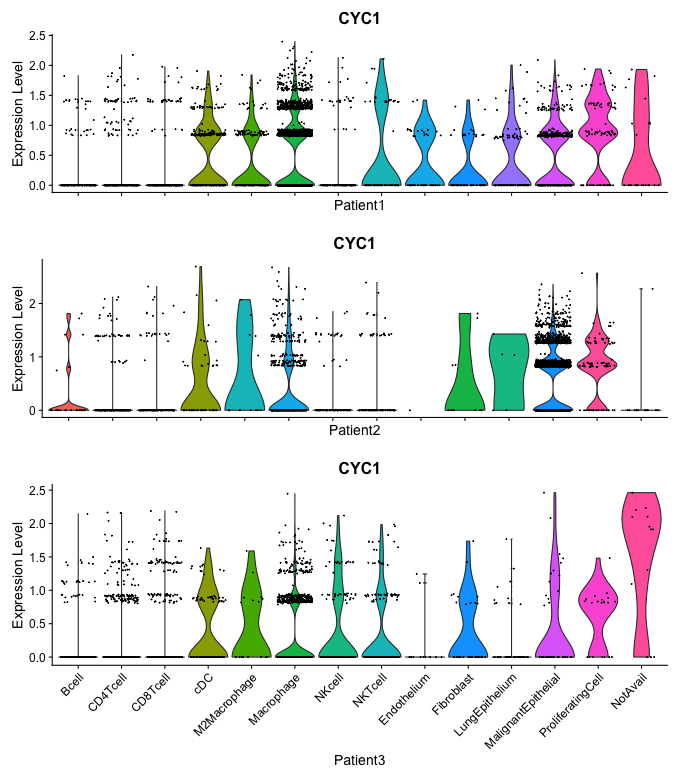 CYC1
Expression Level
2.5
2.0
1.5
1.0
0.5
0.0
Patient1
CYC1
Expression Level
2
1
0
Patient2
CYC1
Expression Level
2.5
2.0
1.5
1.0
0.5
0.0
Bcell
CD4Tcell
CD8Tcell
cDC
M2Macrophage
Macrophage
NKcell
NKTcell
Endothelium
Fibroblast
LungEpithelium
MalignantEpithelial
ProliferatingCell
NotAvail
Patient3